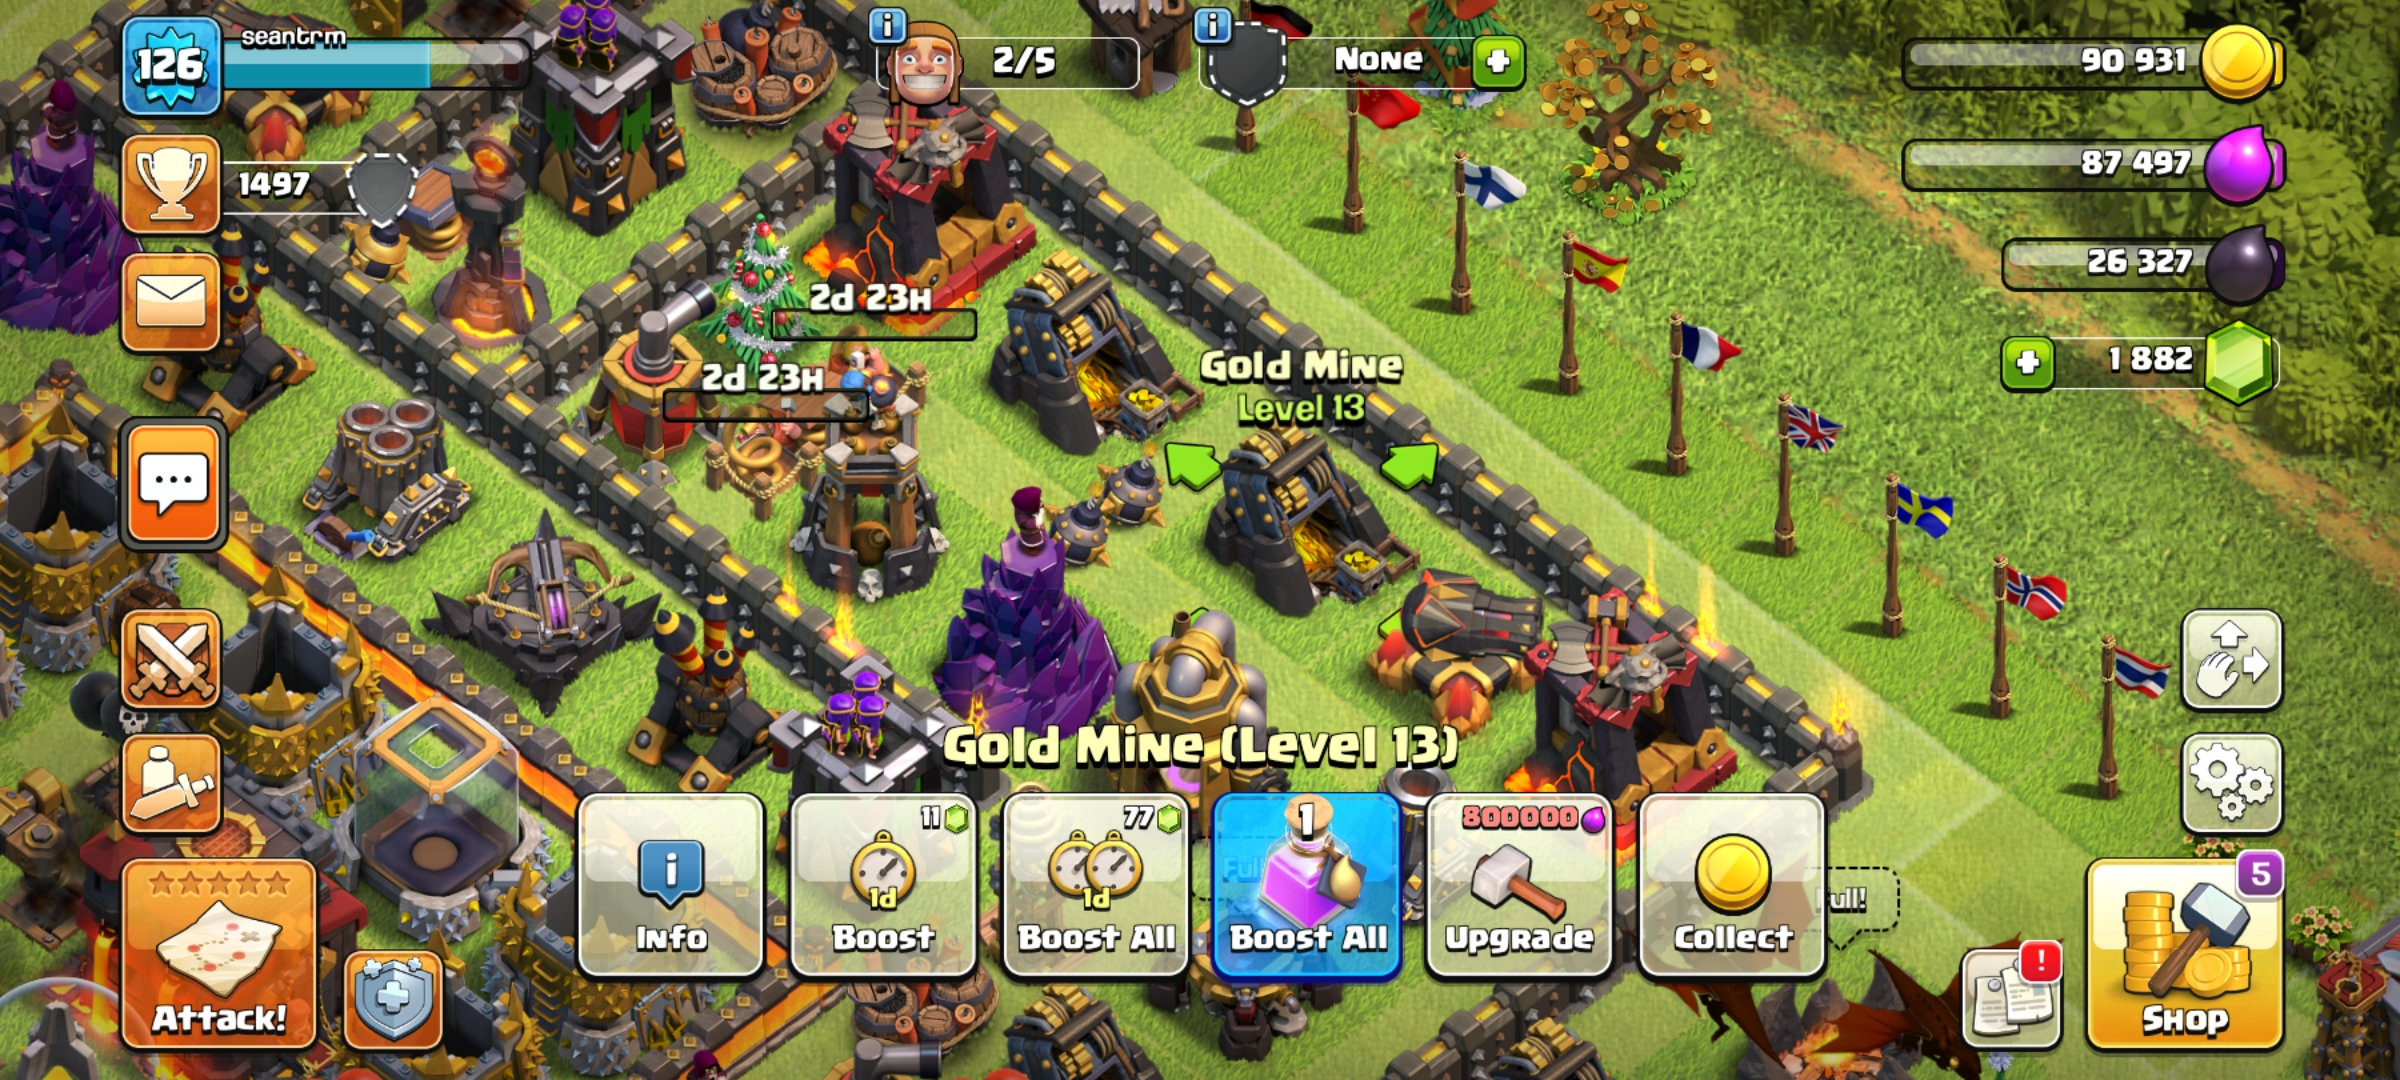 126
seantrm
2/5
None
90 931
1497
87 497
26 327
1 882
2d 23h
2d 23h
Gold Mine
Level 13
Gold Mine (Level 13)
Info
11
1d
Boost
77
1d
Boost All
1
Boost All
800000
Upgrade
Collect
Full!
5
Shop
!
Attack!